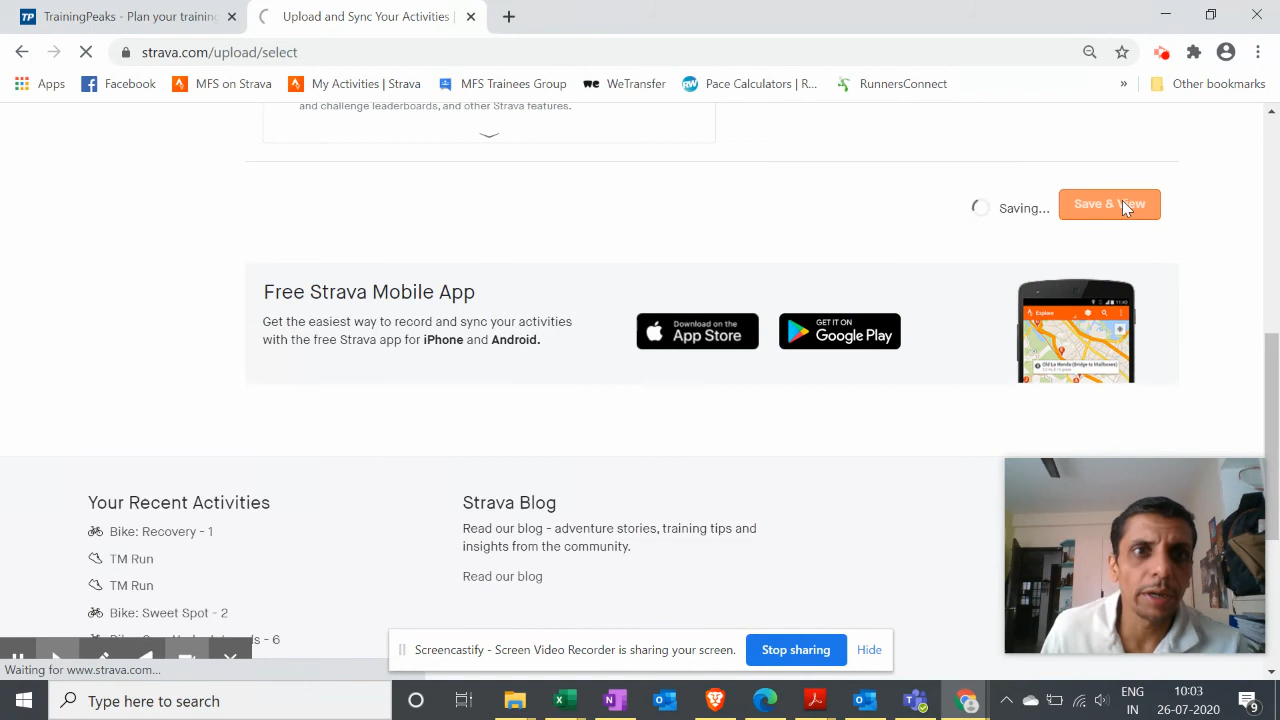 TP TrainingPeaks - Plan your training
Upload and Sync Your Activities |
strava.com/upload/select
Apps Facebook MFS on Strava My Activities | Strava MFS Trainees Group we WeTransfer RW Pace Calculators | R... RunnersConnect » Other bookmarks
and challenge leaderboards, and other Strava features.
Saving... Save & View
Free Strava Mobile App
Get the easiest way to record and sync your activities
with the free Strava app for iPhone and Android.
Download on the
App Store
GET IT ON
Google Play
Explore
Your Recent Activities
Bike: Recovery - 1
TM Run
TM Run
Bike: Sweet Spot - 2
- 6
Strava Blog
Read our blog - adventure stories, training tips and
insights from the community.
Read our blog
Screencastify - Screen Video Recorder is sharing your screen. Stop sharing Hide
Waiting for www.strava.com...
Type here to search
ENG
IN
10:03
26-07-2020
9